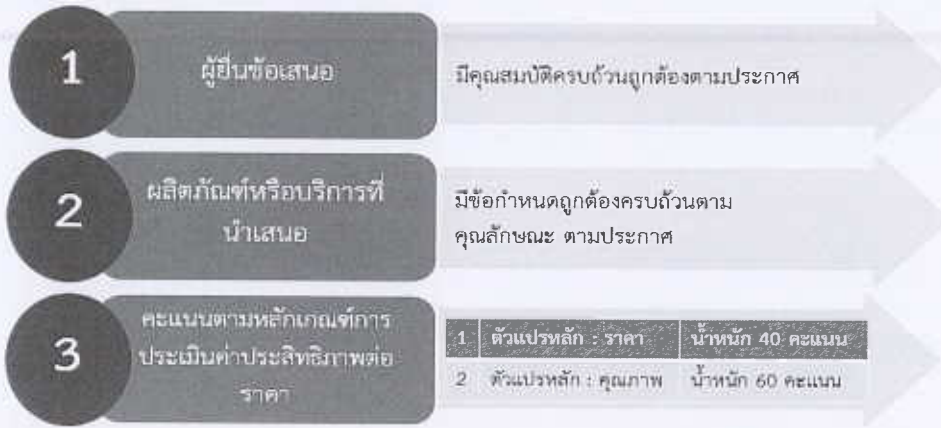 1
ผู้ยื่นข้อเสนอ
มีคุณสมบัติครบถ้วนถูกต้องตามประกาศ
2
ผลิตภัณฑ์หรือบริการที่
นำเสนอ
มีข้อกำหนดถูกต้องครบถ้วนตาม
คุณลักษณะ ตามประกาศ
3
คะแนนตามหลักเกณฑ์การ
ประเมินค่าประสิทธิภาพต่อ
ราคา
1 ตัวแปรหลัก : ราคา น้ำหนัก 40 คะแนน
2 ตัวแปรหลัก : คุณภาพ น้ำหนัก 60 คะแนน